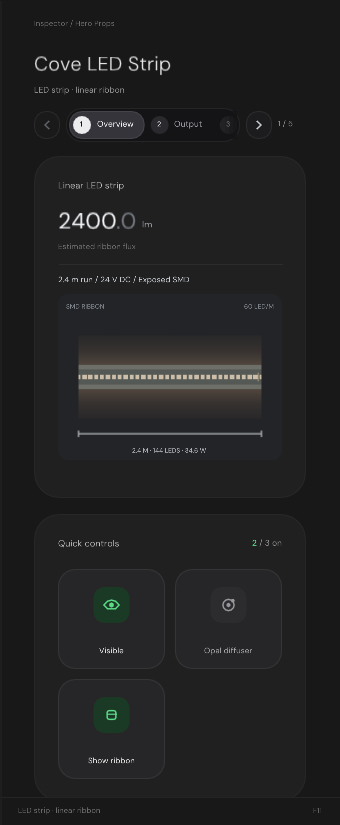 Inspector / Hero Props
Cove LED Strip
LED strip · linear ribbon
1 Overview 2 Output 3
1 / 5
Linear LED strip
2400.0 lm
Estimated ribbon flux
2.4 m run / 24 V DC / Exposed SMD
SMD RIBBON 60 LED/M
2.4 M · 144 LEDS · 34.6 W
Quick controls 2 / 3 on
Visible Opal diffuser
Show ribbon
LED strip · linear ribbon